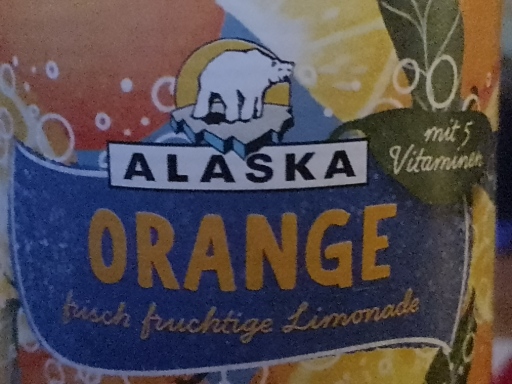 mit 5
Vitaminen
ALASKA
ORANGE
frisch fruchtige Limonade